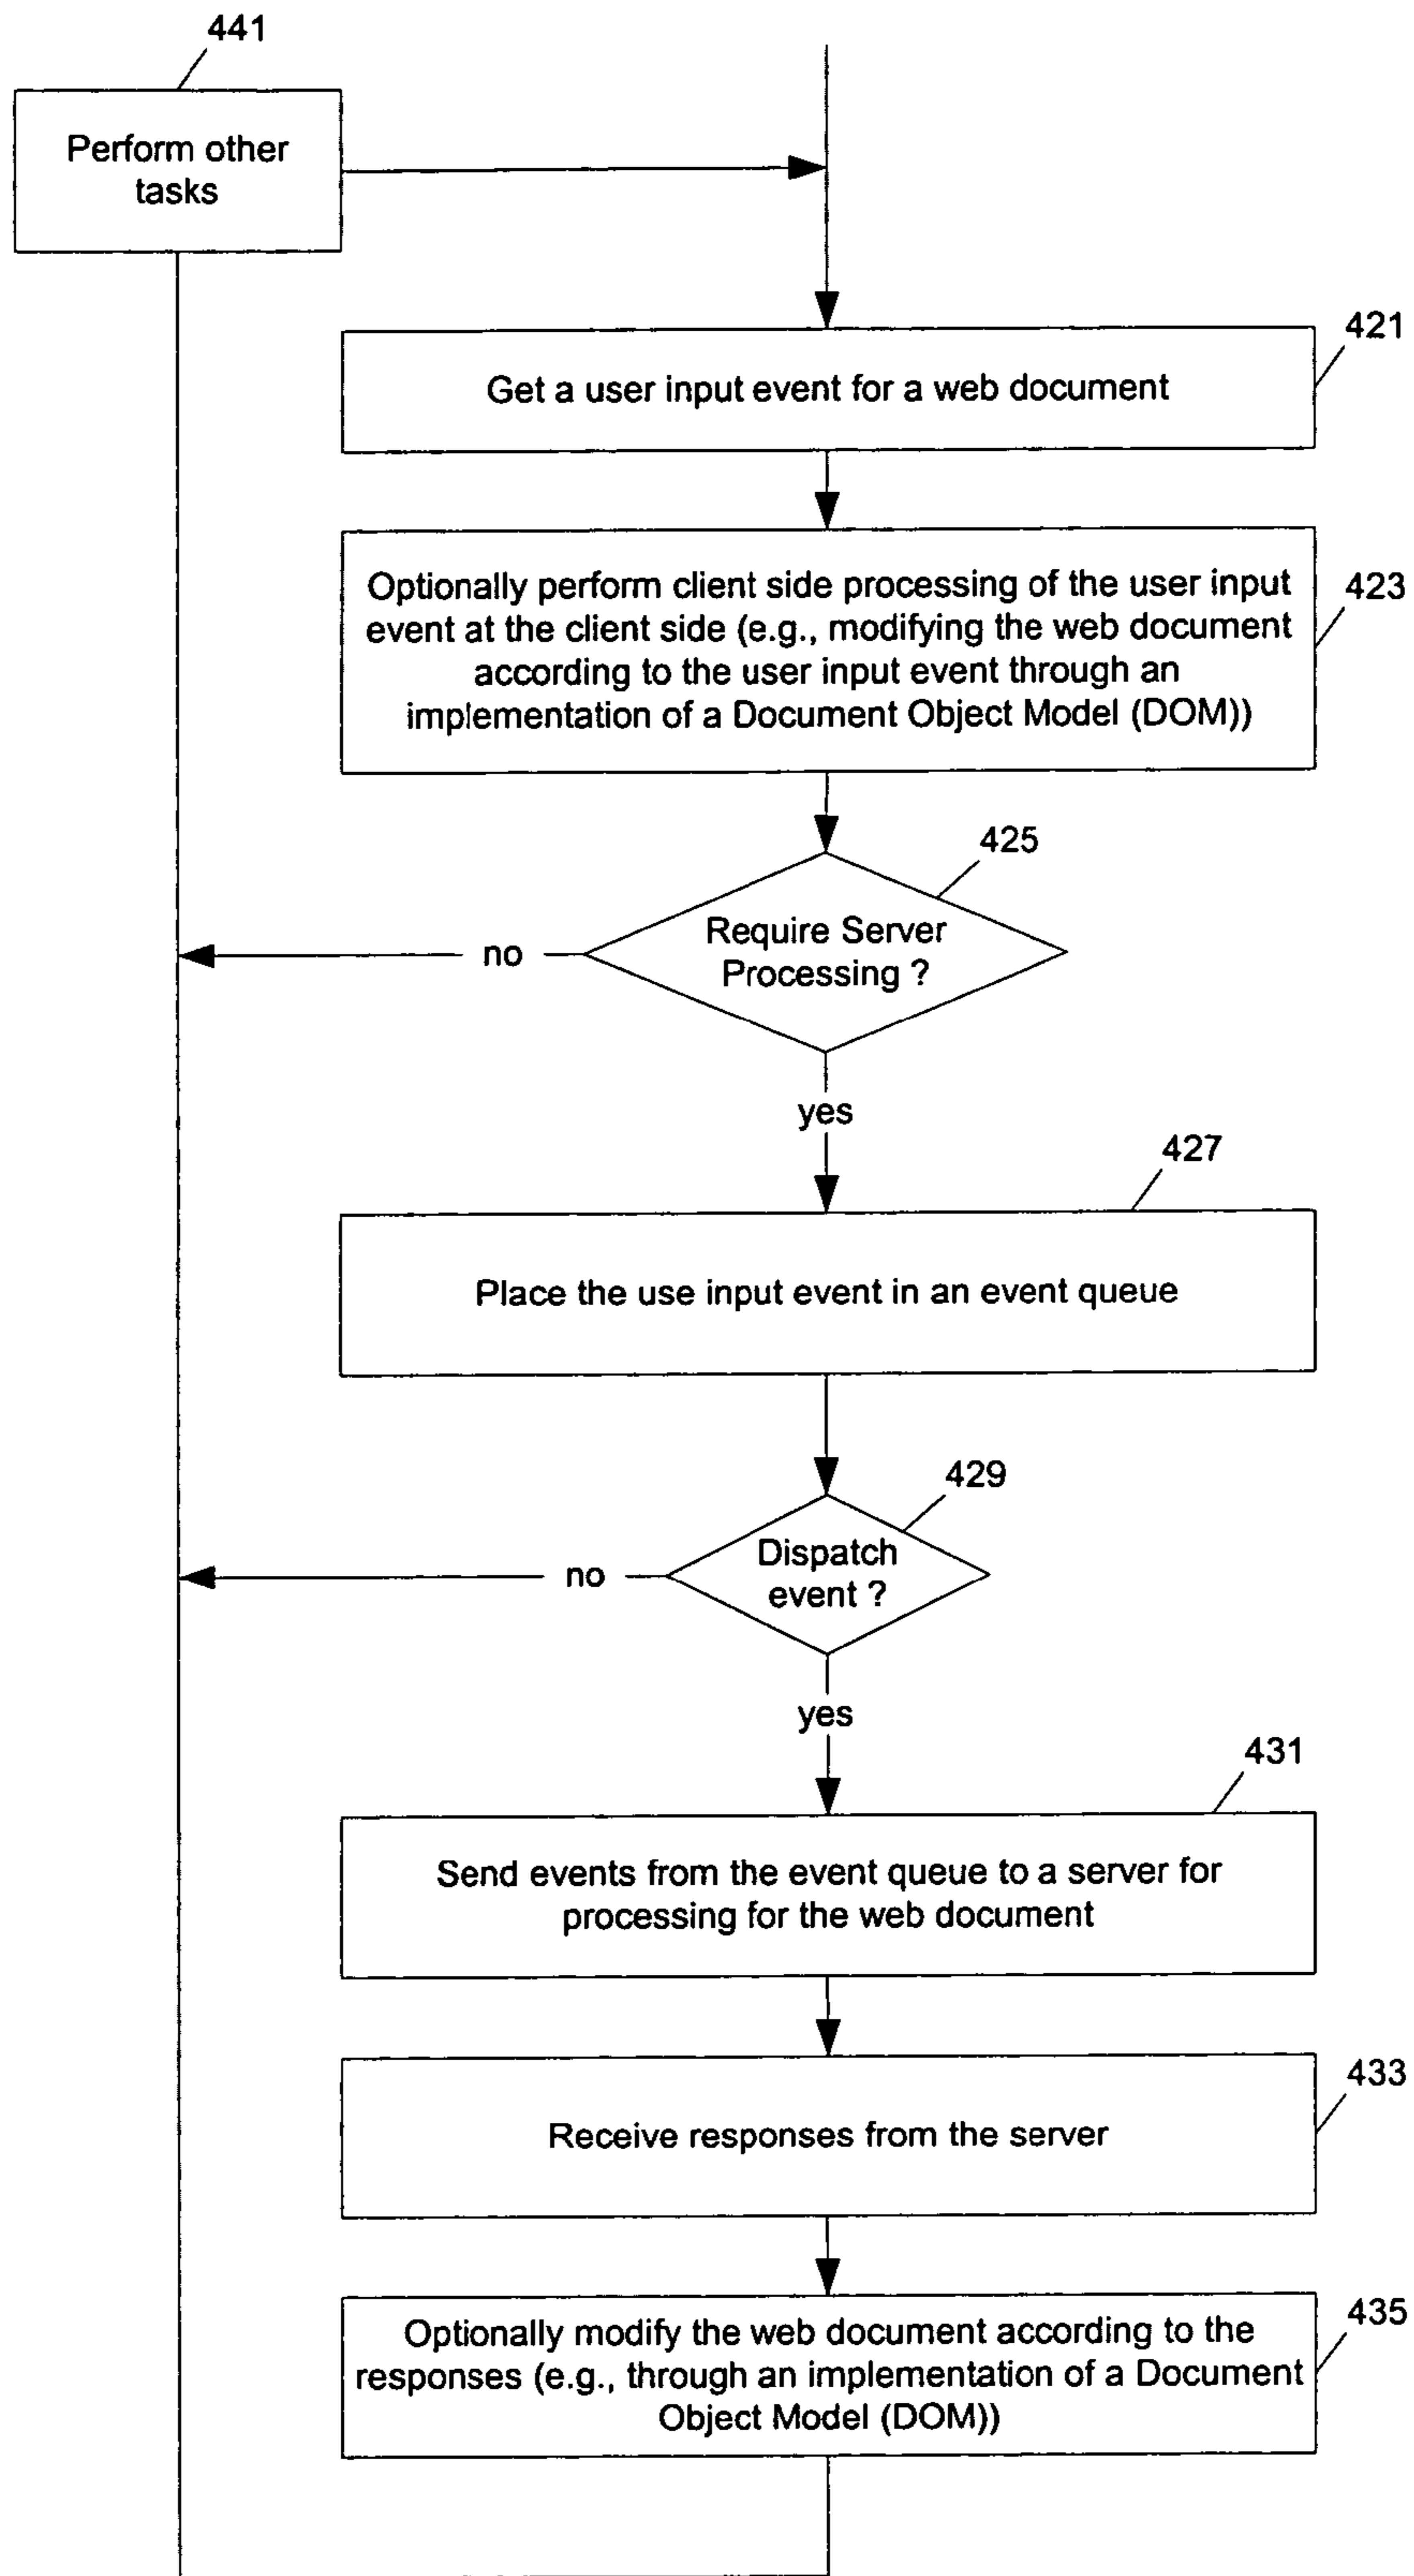 441
Perform other
tasks
421
Get a user input event for a web document
423
Optionally perform client side processing of the user input
event at the client side (e.g., modifying the web document
according to the user input event through an
implementation of a Document Object Model (DOM))
425
Require Server
Processing ?
no
yes
427
Place the use input event in an event queue
429
Dispatch
event ?
no
yes
431
Send events from the event queue to a server for
processing for the web document
433
Receive responses from the server
435
Optionally modify the web document according to the
responses (e.g., through an implementation of a Document
Object Model (DOM))